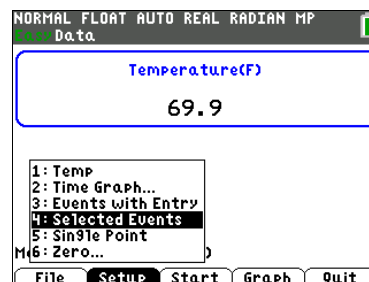 NORMAL FLOAT AUTO REAL RADIAN MP
EasyData
Temperature(F)
69.9
1: Temp
2: Time Graph...
3: Events with Entry
4: Selected Events
5: Single Point
6: Zero...
File Setup Start Graph Quit